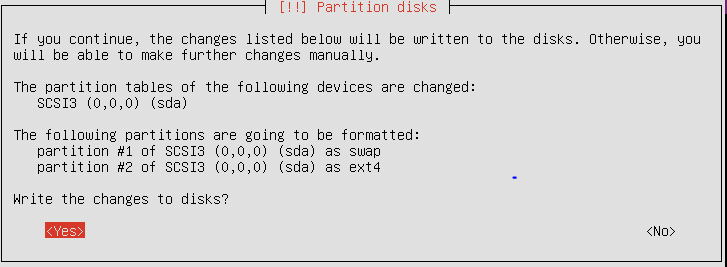 [!!] Partition disks
If you continue, the changes listed below will be written to the disks. Otherwise, you
will be able to make further changes manually.
The partition tables of the following devices are changed:
SCSI3 (0,0,0) (sda)
The following partitions are going to be formatted:
partition #1 of SCSI3 (0,0,0) (sda) as swap
partition #2 of SCSI3 (0,0,0) (sda) as ext4
Write the changes to disks?
<Yes> <No>